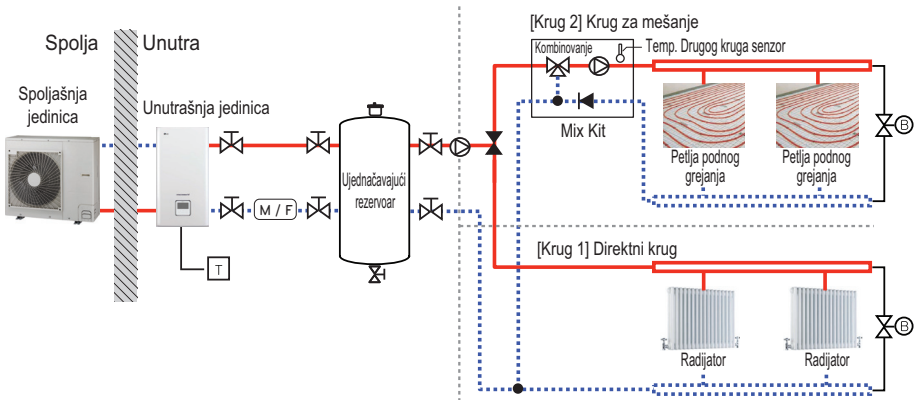 Spolja
Unutra
Spoljašnja
jedinica
Unutrašnja jedinica
M / F
T
Ujednačavajući
rezervoar
[Krug 2] Krug za mešanje
Kombinovanje
Temp. Drugog kruga senzor
Mix Kit
Petlja podnog
grejanja
Petlja podnog
grejanja
B
[Krug 1] Direktni krug
Radijator
Radijator
B